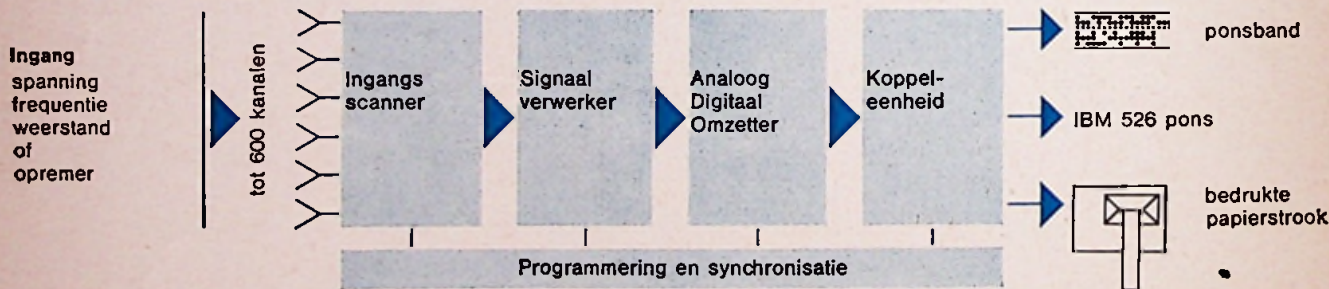 Ingang
spanning
frequentie
weerstand
of
opremer
tot 600 kanalen
Ingangs
scanner
Signaal
verwerker
Analoog
Digitaal
Omzetter
Koppel-
eenheid
ponsband
IBM 526 pons
bedrukte
papierstrook
Programmering en synchronisatie